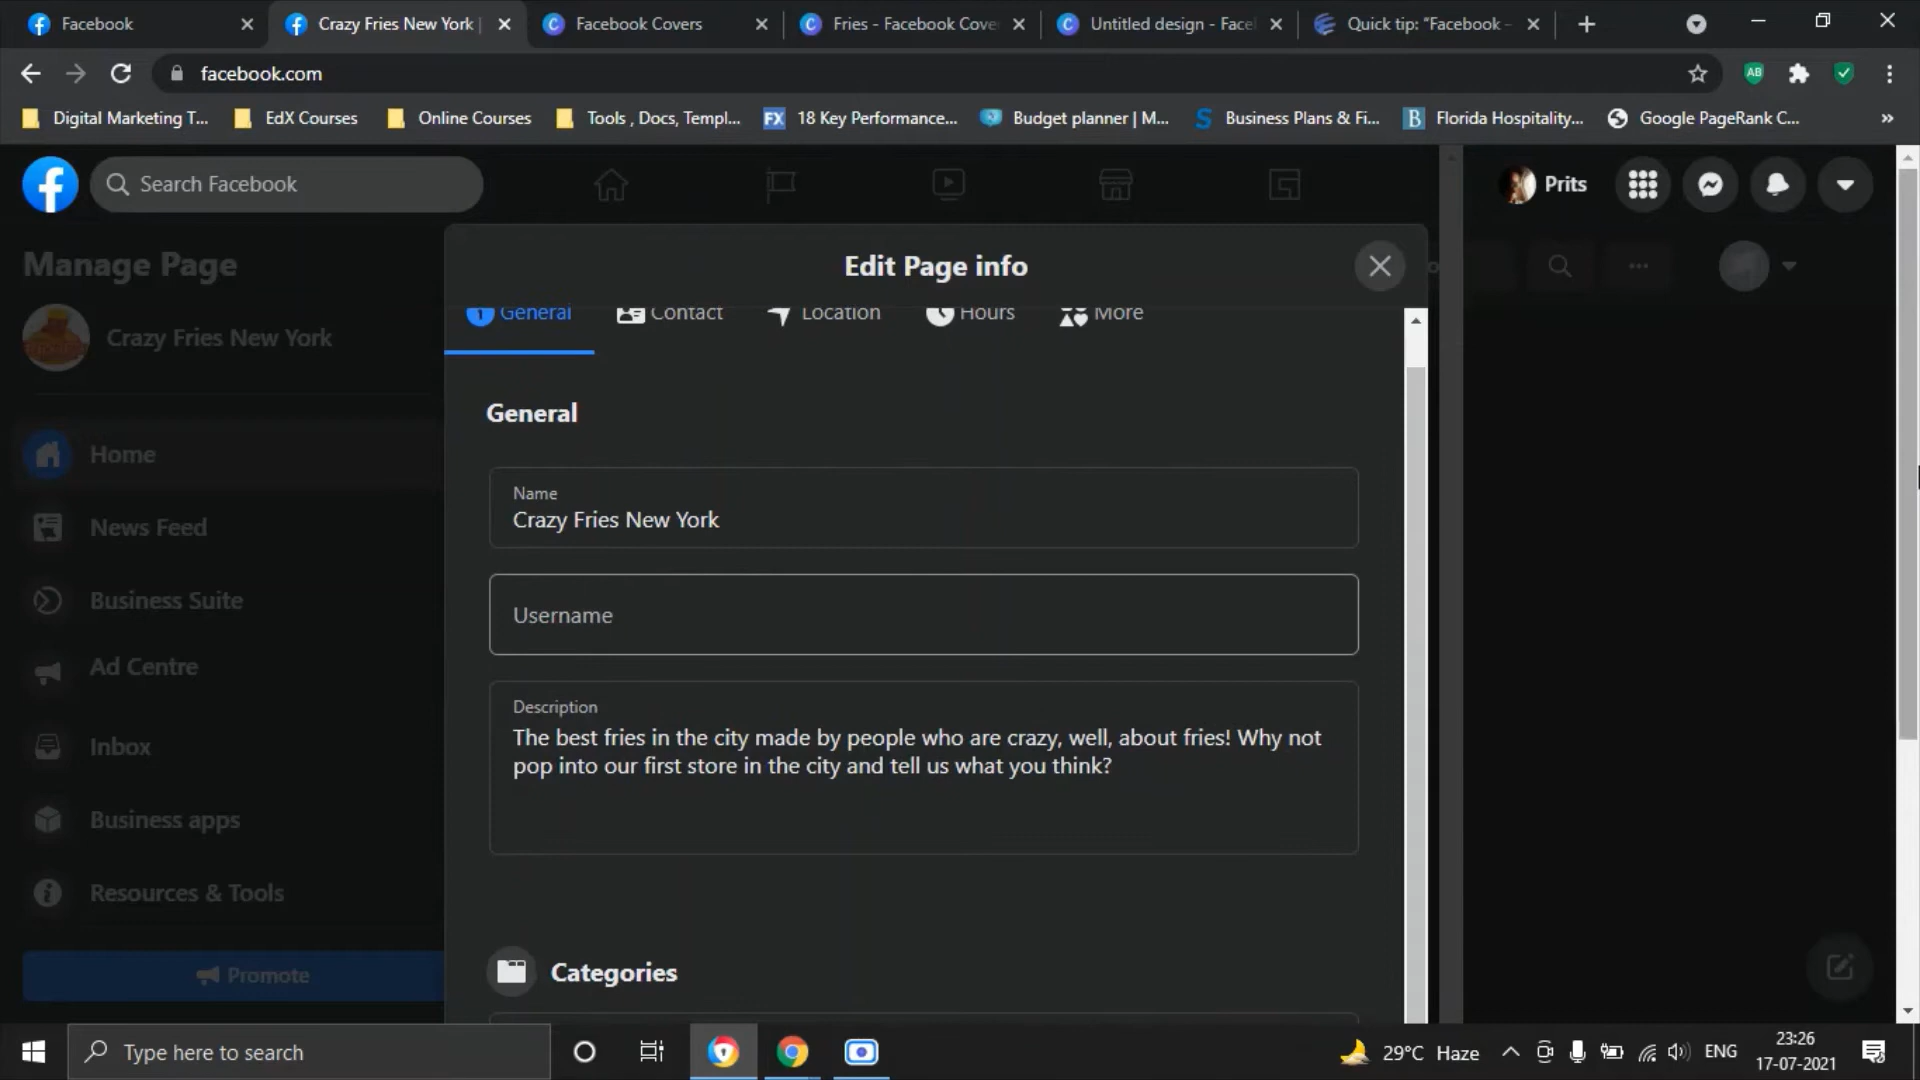 Facebook
Crazy Fries New York |
Facebook Covers
Fries - Facebook Cove
Untitled design - Face
Quick tip: "Facebook -
facebook.com
AB
Digital Marketing T...
EdX Courses
Online Courses
Tools , Docs, Templ...
FX
18 Key Performance...
Budget planner | M...
Business Plans & Fi...
B
Florida Hospitality...
Google PageRank C...
»
Search Facebook
Prits
Manage Page
Crazy Fries New York
Home
News Feed
Business Suite
Ad Centre
Inbox
Business apps
Resources & Tools
Promote
Edit Page info
General
Contact
Location
Hours
More
General
Name
Crazy Fries New York
Username
Description
The best fries in the city made by people who are crazy, well, about fries! Why not
pop into our first store in the city and tell us what you think?
Categories
Type here to search
29°C Haze
ENG
23:26
17-07-2021